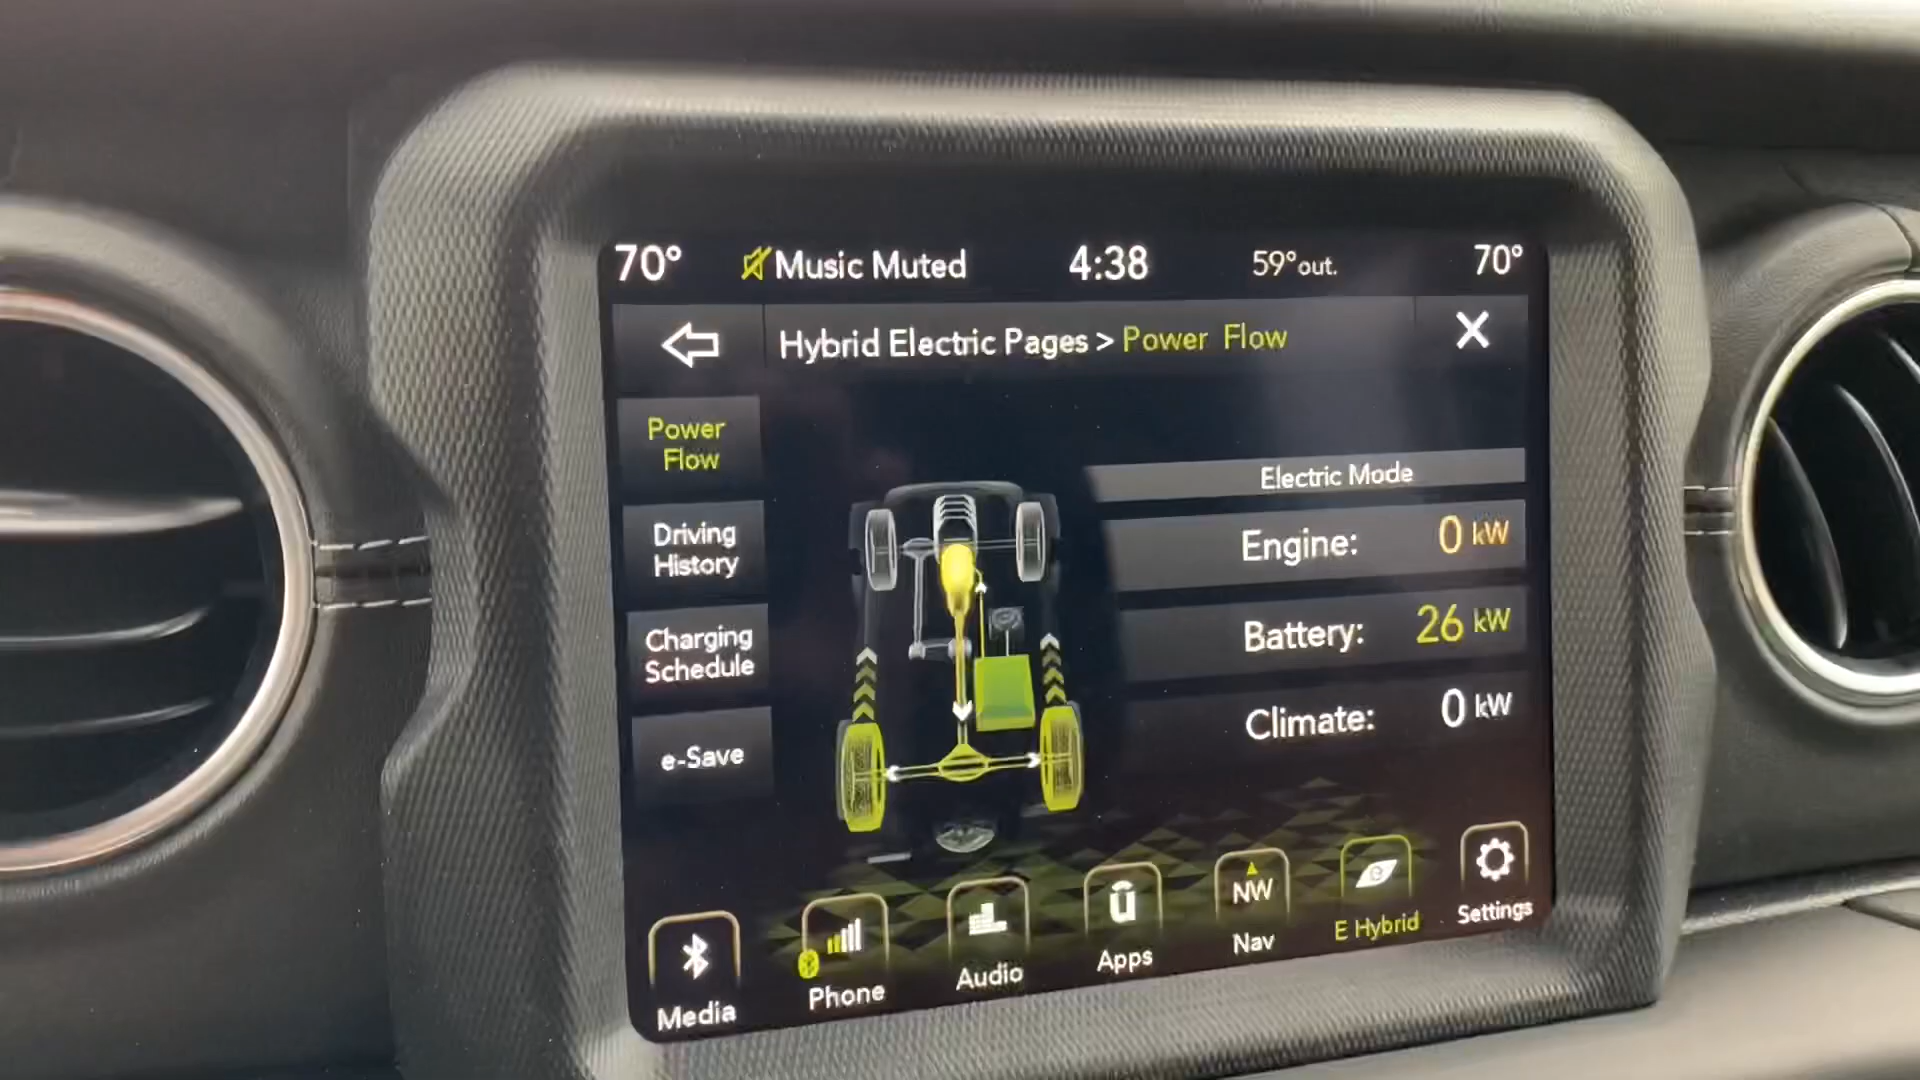 70° Music Muted 4:38 59°out. 70°
Hybrid Electric Pages > Power Flow X
Power
Flow
Driving
History
Charging
Schedule
e-Save
Electric Mode
Engine: 0 kW
Battery: 26 kW
Climate: 0 kW
Media
Phone
Audio
ū Apps
NW
Nav
e
E Hybrid
Settings